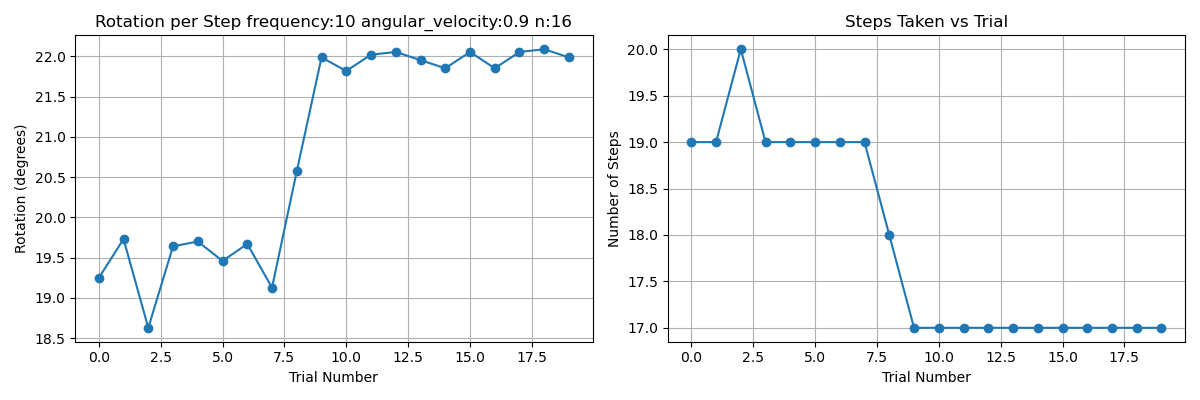 Rotation per Step frequency:10 angular_velocity:0.9 n:16
Rotation (degrees)
22.0
21.5
21.0
20.5
20.0
19.5
19.0
18.5
0.0 2.5 5.0 7.5 10.0 12.5 15.0 17.5
Trial Number
Steps Taken vs Trial
Number of Steps
20.0
19.5
19.0
18.5
18.0
17.5
17.0
0.0 2.5 5.0 7.5 10.0 12.5 15.0 17.5
Trial Number